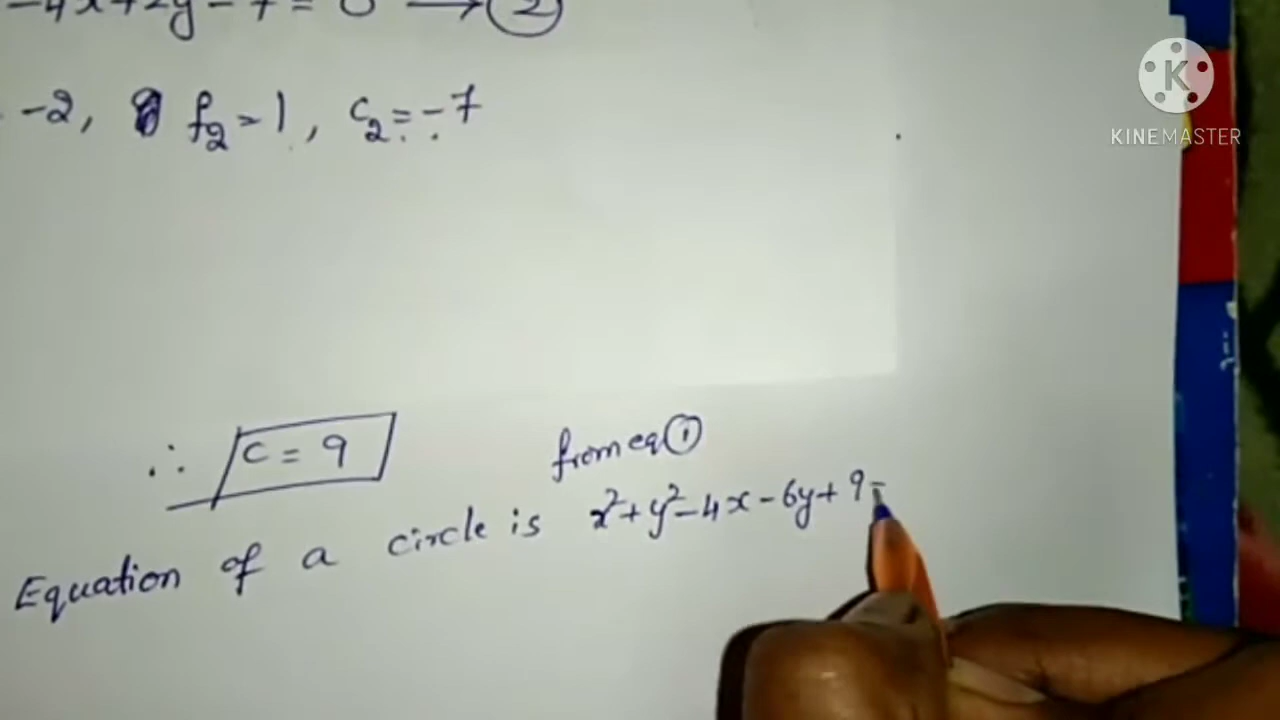 -4x+2y-7=0 → ②
-2, f₂=1, c₂=-7
K
KINEMASTER
∴ c = 9
from eq ①
Equation of a circle is x²+y²-4x-6y+9=